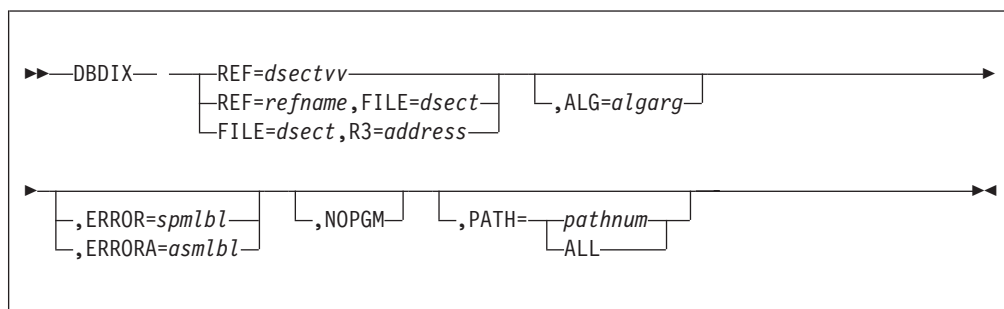 DBDIX REF=dsectvv
REF=refname,FILE=dsect ,ALG=algarg
FILE=dsect,R3=address
,ERROR=spmlbl ,NOPGM ,PATH= pathnum
,ERRORA=asmlbl ALL